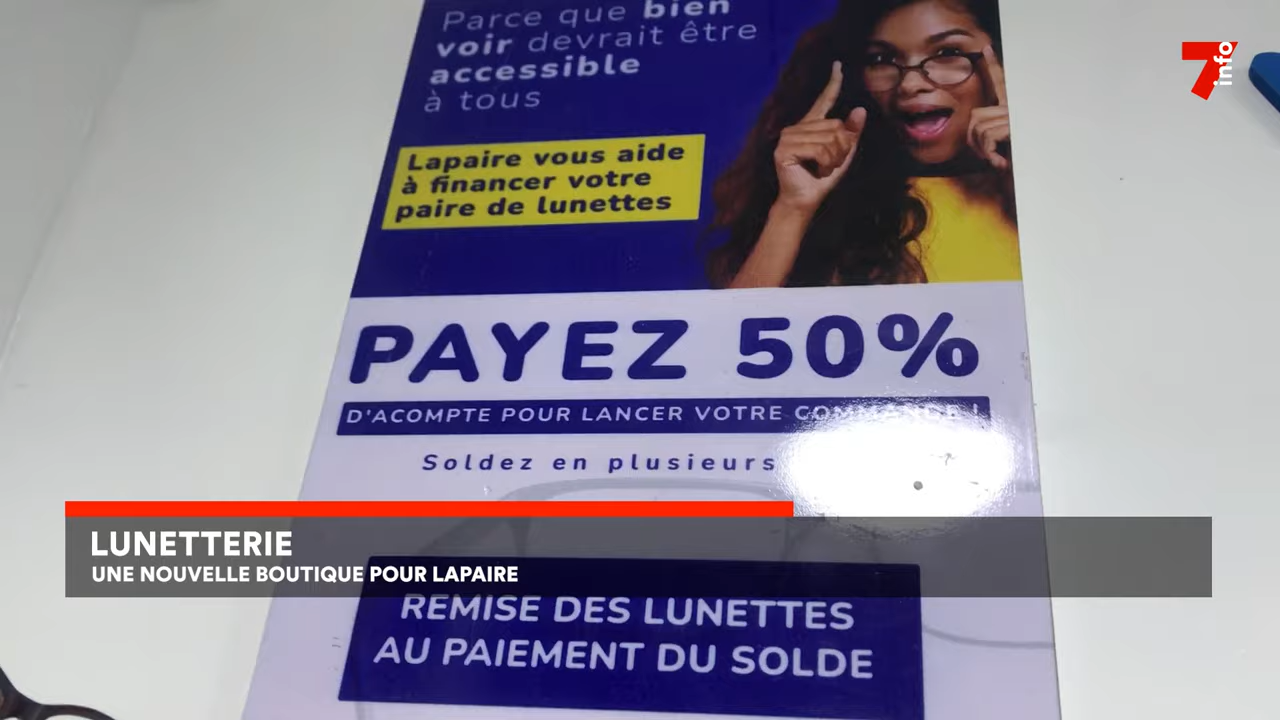 Parce que bien
voir devrait être
accessible
à tous
Lapaire vous aide
à financer votre
paire de lunettes
PAYEZ 50%
D'ACOMPTE POUR LANCER VOTRE COMMANDE !
Soldez en plusieurs
REMISE DES LUNETTES
AU PAIEMENT DU SOLDE
LUNETTERIE
UNE NOUVELLE BOUTIQUE POUR LAPAIRE
7info